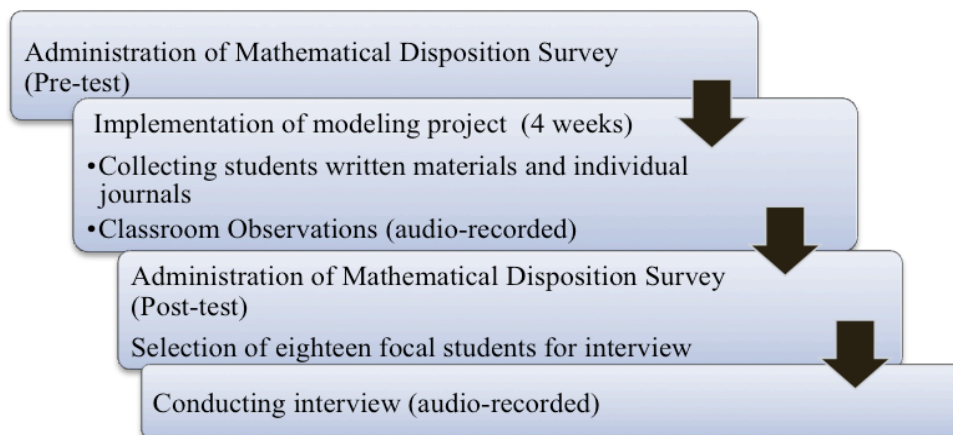 Administration of Mathematical Disposition Survey
(Pre-test)
Implementation of modeling project (4 weeks)
•Collecting students written materials and individual
journals
•Classroom Observations (audio-recorded)
Administration of Mathematical Disposition Survey
(Post-test)
Selection of eighteen focal students for interview
Conducting interview (audio-recorded)